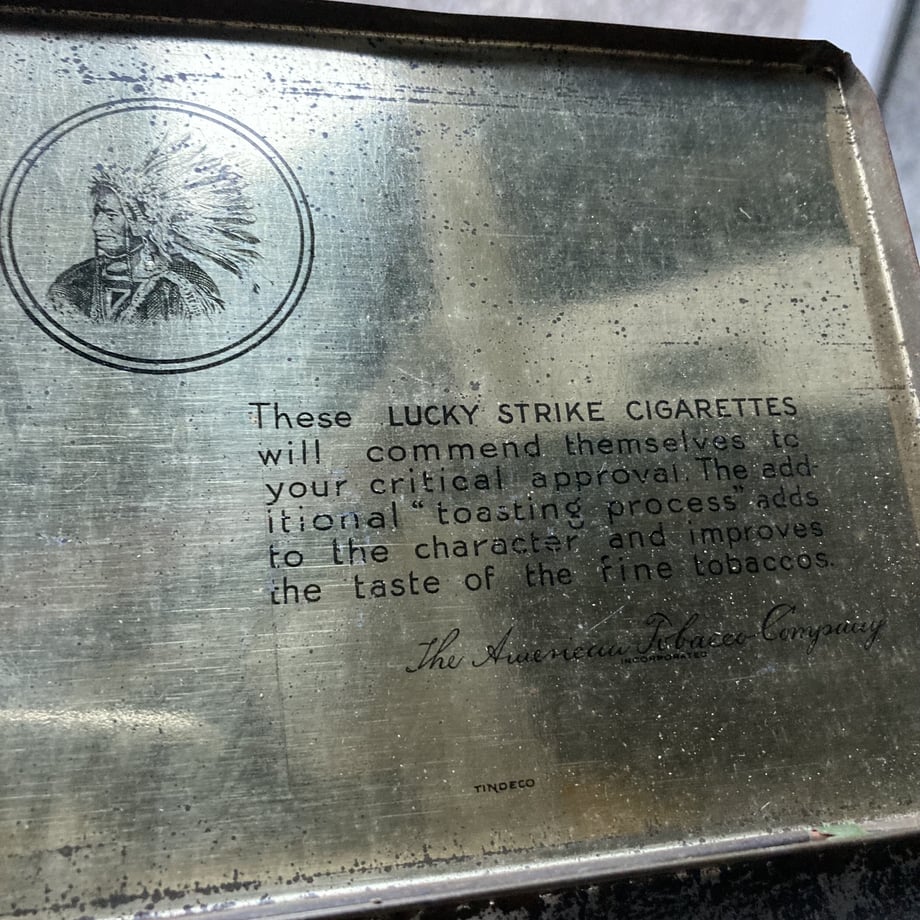 These LUCKY STRIKE CIGARETTES
will commend themselves to
your critical approval. The add-
itional "toasting process" adds
to the character and improves
the taste of the fine tobaccos.
The American Tobacco Company
INCORPORATED
TINDECO